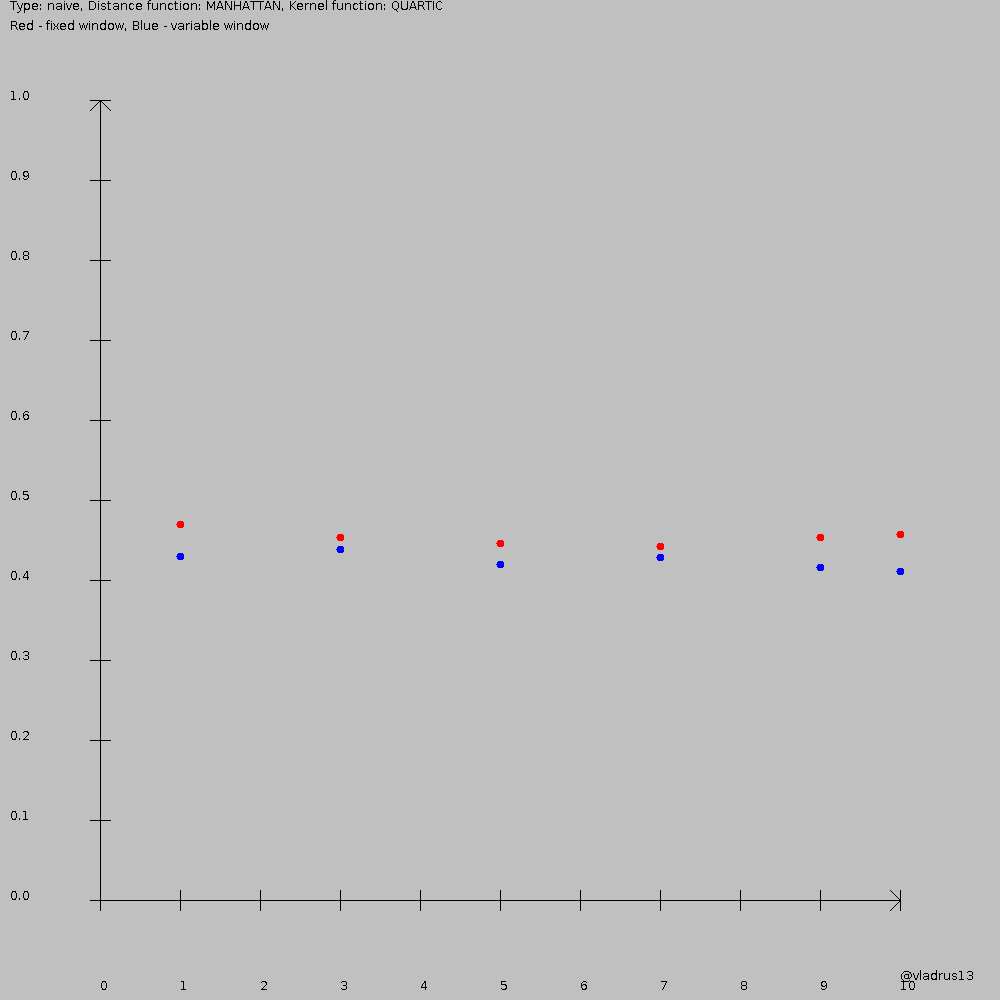 Type: naive, Distance function: MANHATTAN, Kernel function: QUARTIC
Red - fixed window, Blue - variable window
1.0
0.9
0.8
0.7
0.6
0.5
0.4
0.3
0.2
0.1
0.0
@vladrus13
0 1 2 3 4 5 6 7 8 9 10